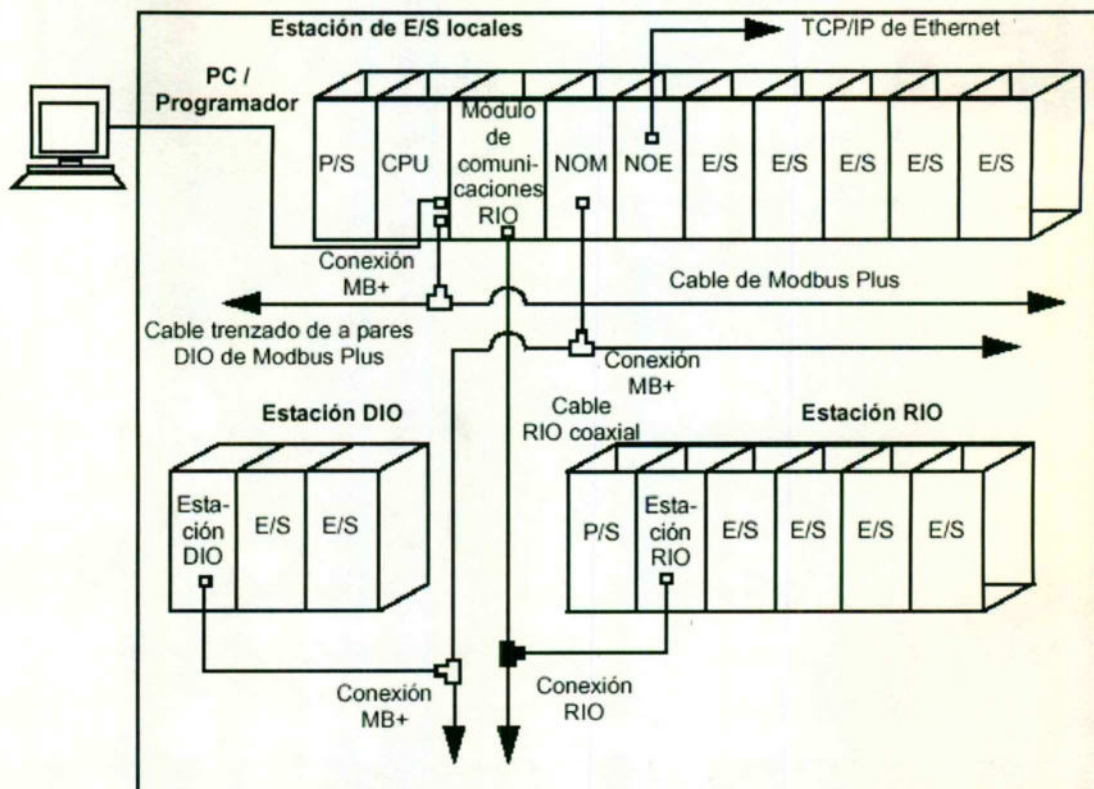 Estación de E/S locales
TCP/IP de Ethernet
PC /
Programador
P/S
CPU
Módulo
de
comuni-
caciones
RIO
NOM
NOE
E/S
E/S
E/S
E/S
E/S
Conexión
MB+
Cable de Modbus Plus
Cable trenzado de a pares
DIO de Modbus Plus
Conexión
MB+
Estación DIO
Cable
RIO coaxial
Estación RIO
Esta-
ción
DIO
E/S
E/S
P/S
Esta-
ción
RIO
E/S
E/S
E/S
E/S
Conexión
MB+
Conexión
RIO